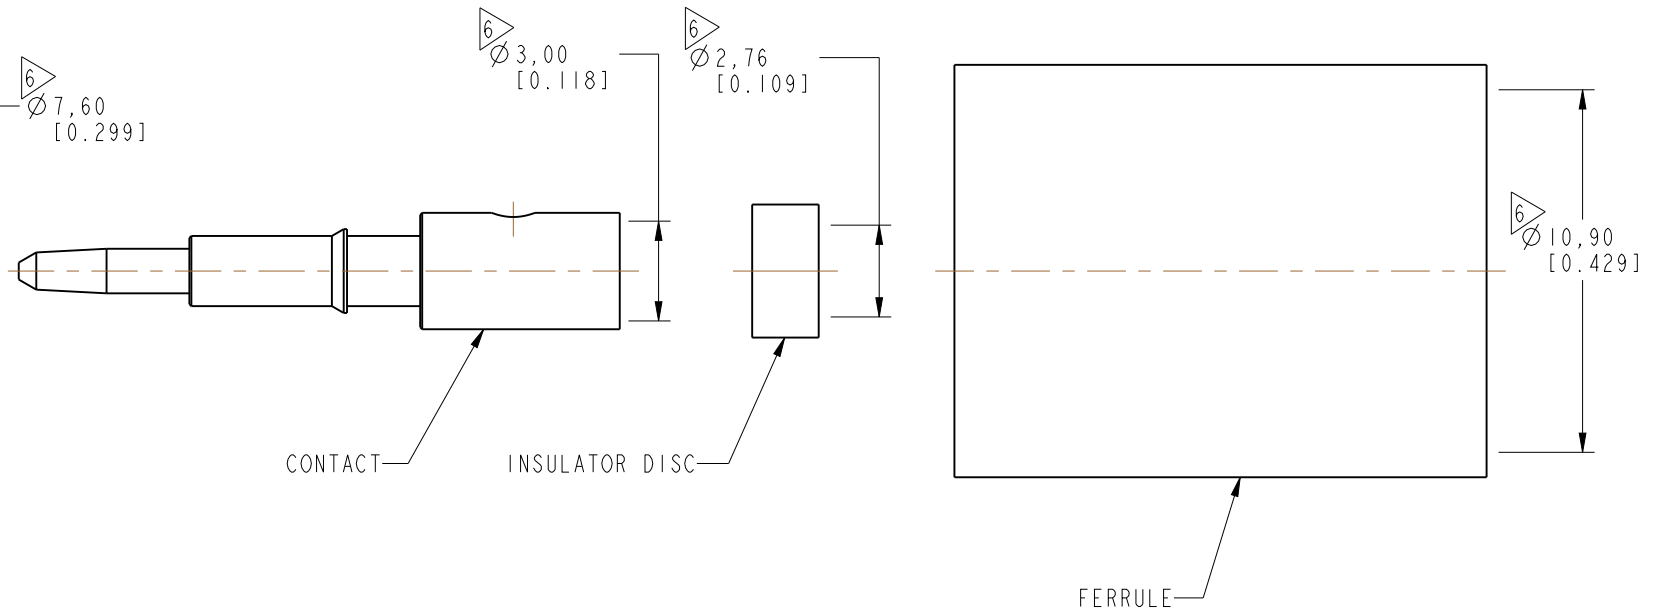 6
Ø7,60
[0.299]
6
Ø3,00
[0.118]
6
Ø2,76
[0.109]
6
Ø10,90
[0.429]
CONTACT
INSULATOR DISC
FERRULE